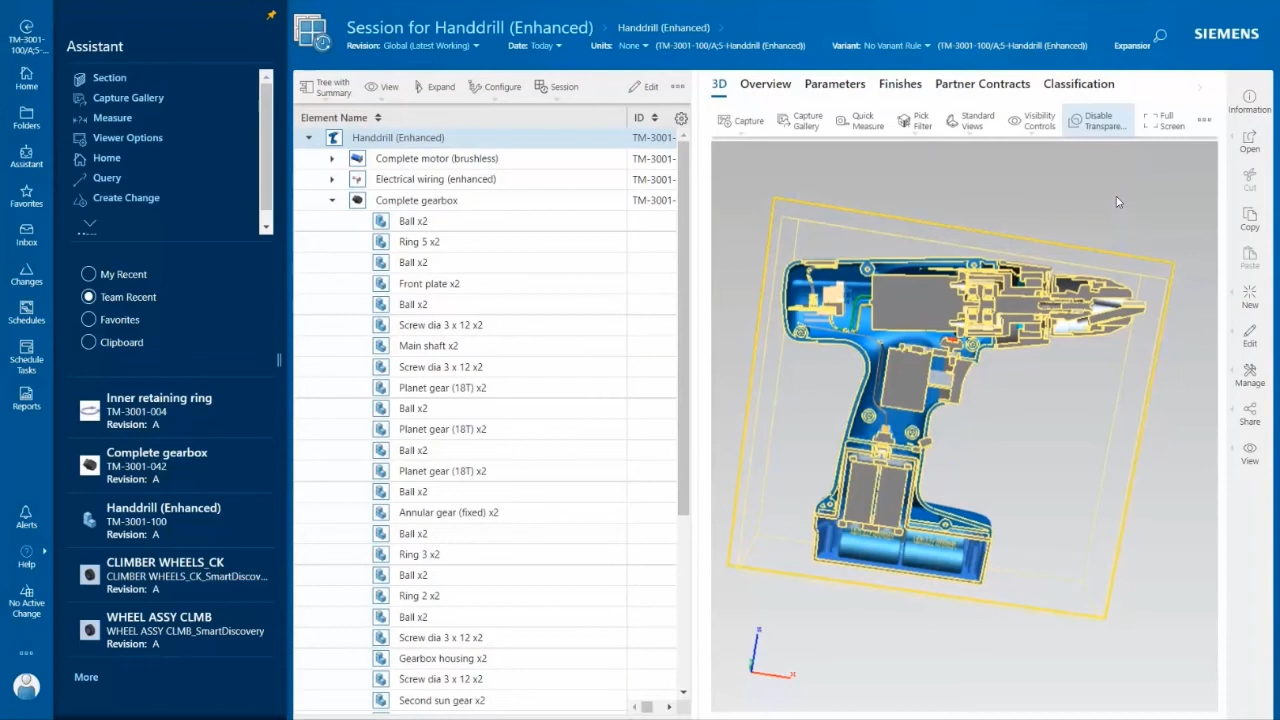 TM-3001-
100/A;5-...
Home
Folders
Assistant
Favorites
Inbox
Changes
Schedules
Schedule
Tasks
Reports
Alerts
Help
No Active
Change
Assistant
Section
Capture Gallery
Measure
Viewer Options
Home
Query
Create Change
My Recent
Team Recent
Favorites
Clipboard
Inner retaining ring
TM-3001-004
Revision: A
Complete gearbox
TM-3001-042
Revision: A
Handdrill (Enhanced)
TM-3001-100
Revision: A
CLIMBER WHEELS_CK
CLIMBER WHEELS_CK_SmartDiscov...
Revision: A
WHEEL ASSY CLMB
WHEEL ASSY CLMB_SmartDiscovery
Revision: A
More
Session for Handdrill (Enhanced) Handdrill (Enhanced)
Revision: Global (Latest Working) Date: Today Units: None (TM-3001-100/A;5-Handdrill (Enhanced)) Variant: No Variant Rule (TM-3001-100/A;5-Handdrill (Enhanced)) Expansion
SIEMENS
Tree with
Summary
View
Expand
Configure
Session
Edit
Element Name ID
Handdrill (Enhanced) TM-3001-
Complete motor (brushless) TM-3001-
Electrical wiring (enhanced) TM-3001-
Complete gearbox TM-3001-
Ball x2
Ring 5 x2
Ball x2
Front plate x2
Ball x2
Screw dia 3 x 12 x2
Main shaft x2
Screw dia 3 x 12 x2
Planet gear (18T) x2
Ball x2
Planet gear (18T) x2
Ball x2
Planet gear (18T) x2
Ball x2
Annular gear (fixed) x2
Ball x2
Ring 3 x2
Ball x2
Ring 2 x2
Ball x2
Screw dia 3 x 12 x2
Gearbox housing x2
Screw dia 3 x 12 x2
Second sun gear x2
3D Overview Parameters Finishes Partner Contracts Classification
Capture
Capture
Gallery
Quick
Measure
Pick
Filter
Standard
Views
Visibility
Controls
Disable
Transpare...
Full
Screen
Information
Open
Cut
Copy
Paste
New
Edit
Manage
Share
View